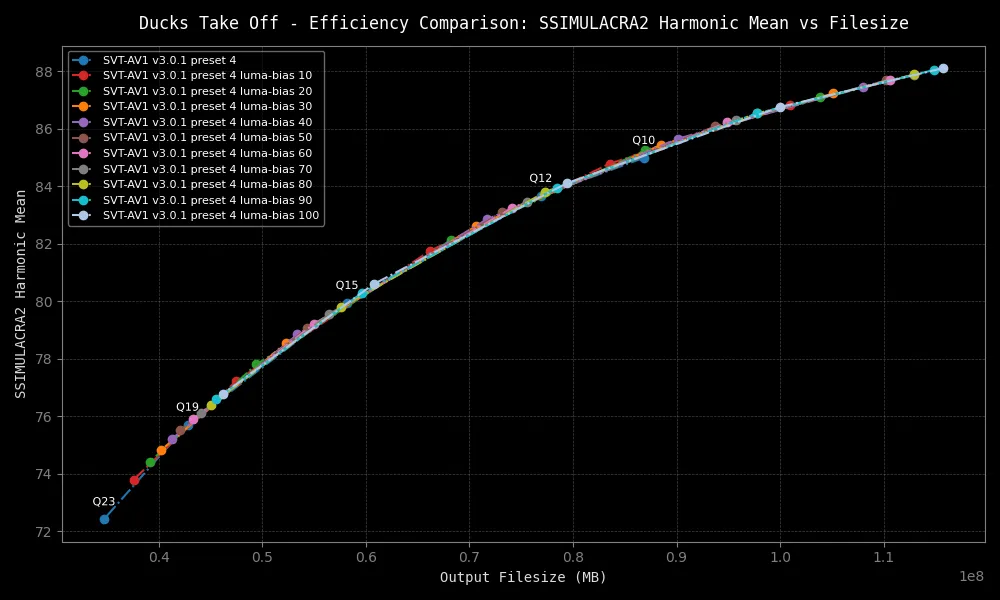 Ducks Take Off - Efficiency Comparison: SSIMULACRA2 Harmonic Mean vs Filesize
SVT-AV1 v3.0.1 preset 4
SVT-AV1 v3.0.1 preset 4 luma-bias 10
SVT-AV1 v3.0.1 preset 4 luma-bias 20
SVT-AV1 v3.0.1 preset 4 luma-bias 30
SVT-AV1 v3.0.1 preset 4 luma-bias 40
SVT-AV1 v3.0.1 preset 4 luma-bias 50
SVT-AV1 v3.0.1 preset 4 luma-bias 60
SVT-AV1 v3.0.1 preset 4 luma-bias 70
SVT-AV1 v3.0.1 preset 4 luma-bias 80
SVT-AV1 v3.0.1 preset 4 luma-bias 90
SVT-AV1 v3.0.1 preset 4 luma-bias 100
SSIMULACRA2 Harmonic Mean
88
86
84
82
80
78
76
74
72
Q10
Q12
Q15
Q19
Q23
0.4 0.5 0.6 0.7 0.8 0.9 1.0 1.1
1e8
Output Filesize (MB)